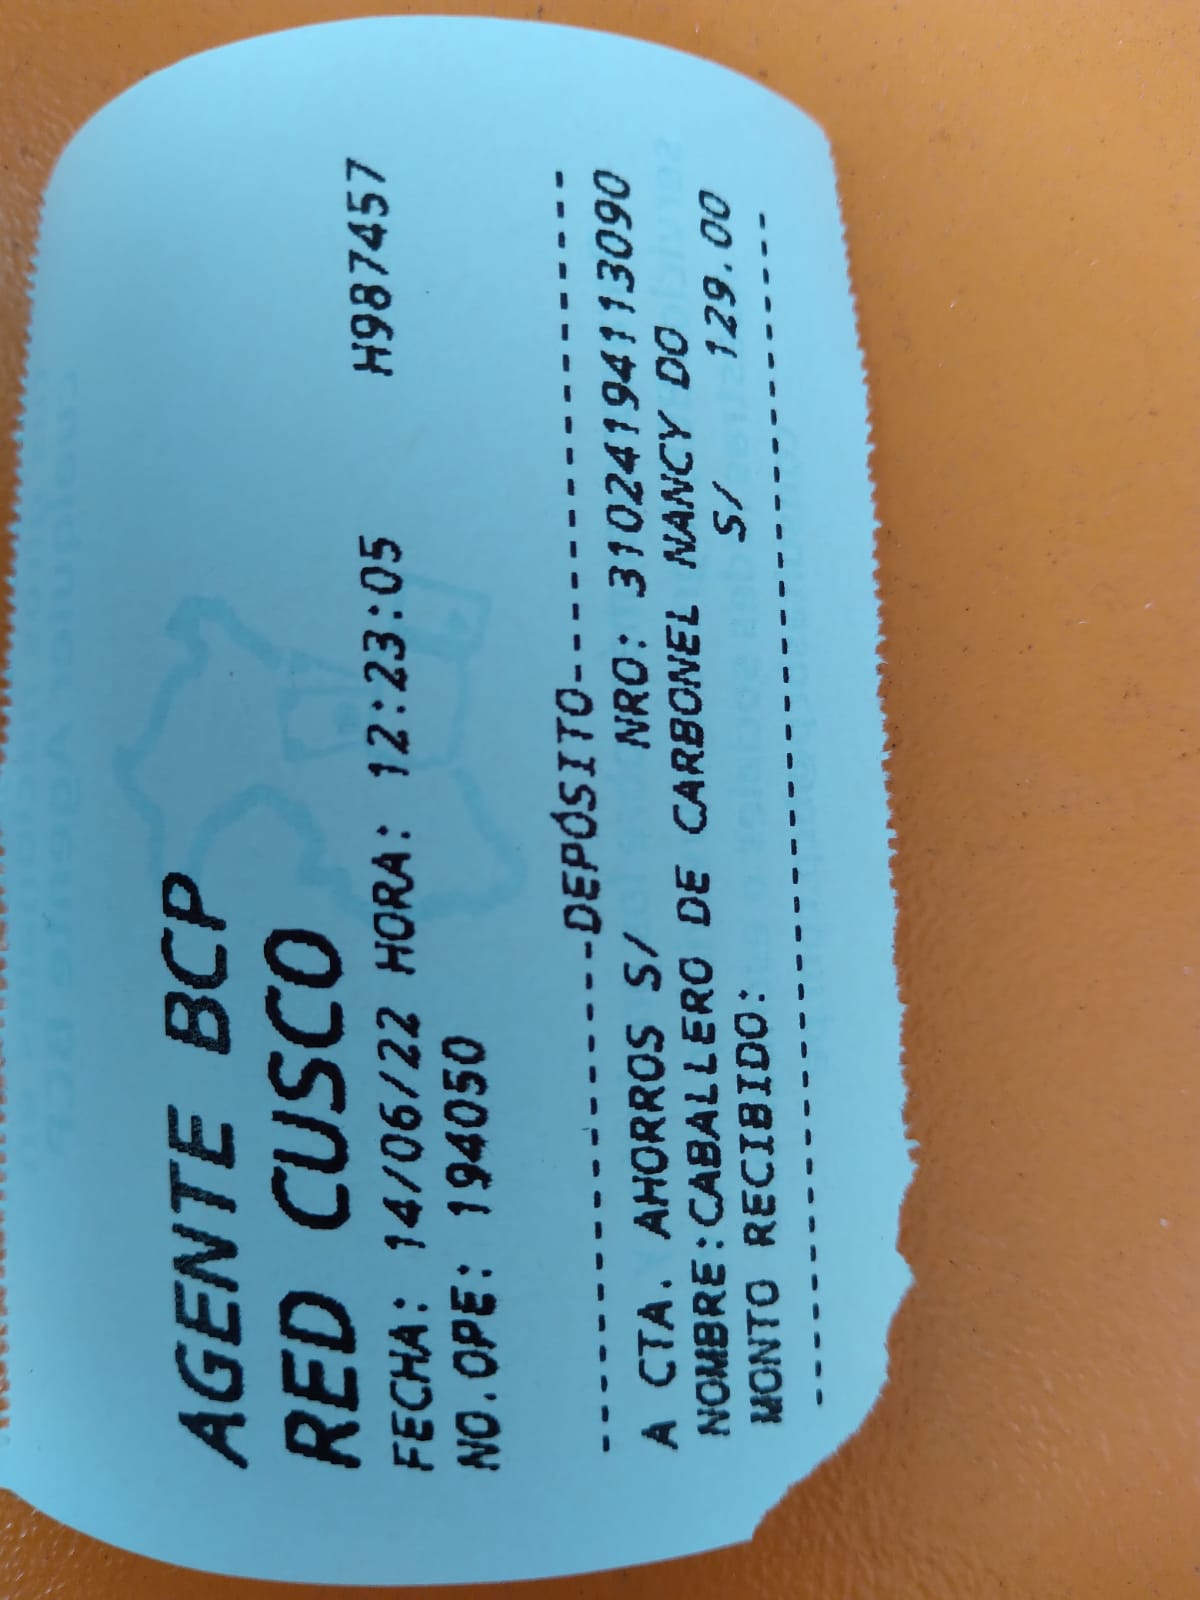 AGENTE BCP
RED CUSCO
FECHA: 14/06/22 HORA: 12:23:05 H987457
NO.OPE: 194050
--------------------DEPÓSITO--------------------
A CTA. AHORROS S/ NRO: 31024194113090
NOMBRE:CABALLERO DE CARBONEL NANCY DO
MONTO RECIBIDO: S/ 129.00
------------------------------------------------